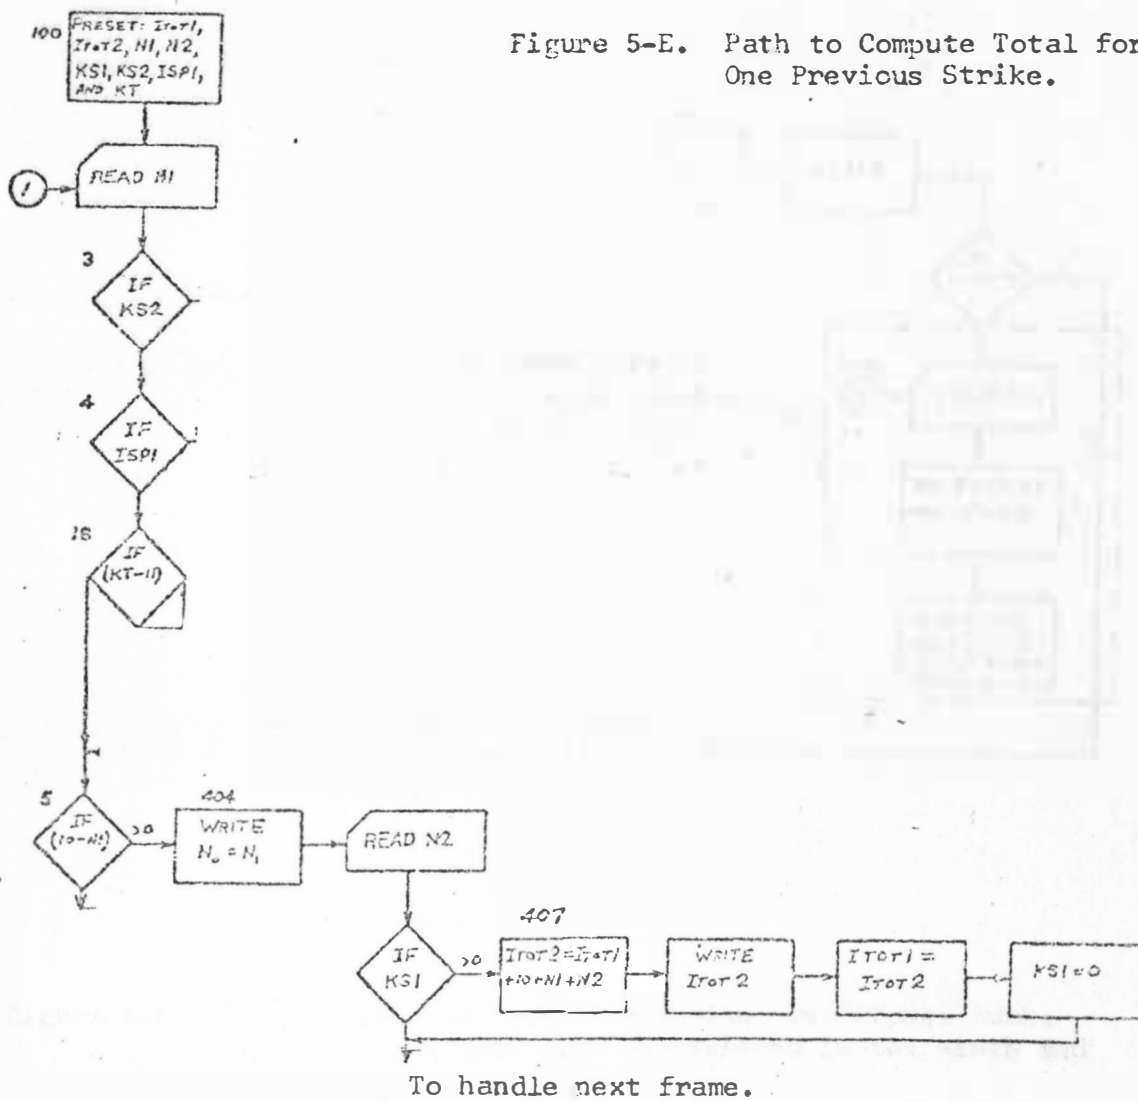 Figure 5-E. Path to Compute Total for
One Previous Strike.
100
PRESET: ITOT1,
ITOT2, N1, N2,
KS1, KS2, ISP1,
AND KT
1
READ N1
3
IF
KS2
4
IF
ISP1
18
IF
(KT-11)
5
IF
(10-N1)
>0
404
WRITE
N₀ = N₁
READ N2
IF
KS1
>0
407
ITOT2=ITOT1
+10+N1+N2
WRITE
ITOT2
ITOT1=
ITOT2
KS1=0
To handle next frame.